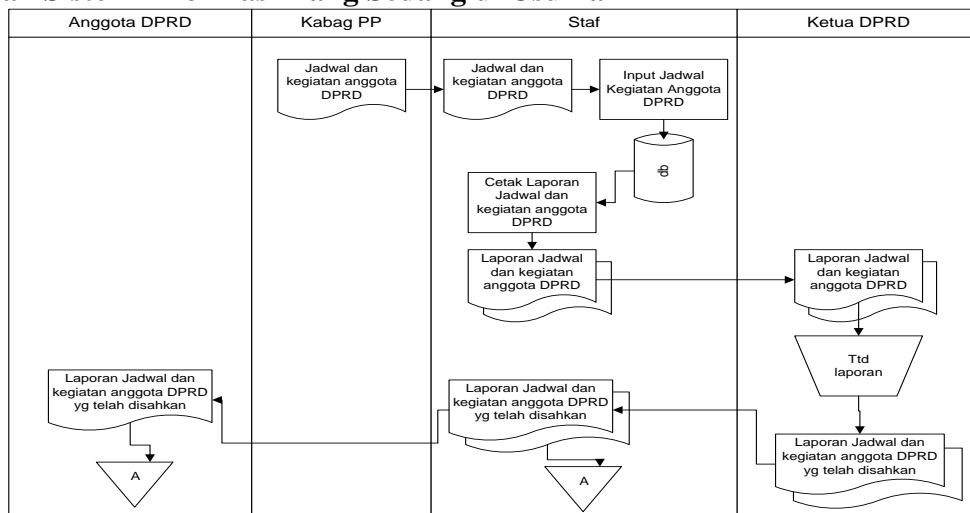 Anggota DPRD
Kabag PP
Staf
Ketua DPRD
Jadwal dan
kegiatan anggota
DPRD
Jadwal dan
kegiatan anggota
DPRD
Input Jadwal
Kegiatan Anggota
DPRD
db
Cetak Laporan
Jadwal dan
kegiatan anggota
DPRD
Laporan Jadwal
dan kegiatan
anggota DPRD
Laporan Jadwal
dan kegiatan
anggota DPRD
Ttd
laporan
Laporan Jadwal dan
kegiatan anggota DPRD
yg telah disahkan
Laporan Jadwal dan
kegiatan anggota DPRD
yg telah disahkan
Laporan Jadwal dan
kegiatan anggota DPRD
yg telah disahkan
A
A